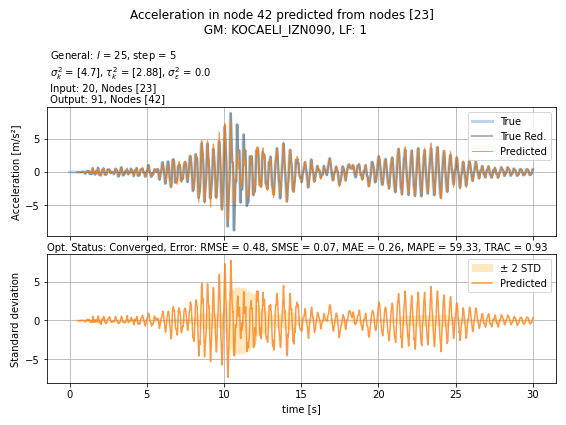 Acceleration in node 42 predicted from nodes [23]
GM: KOCAELI_IZN090, LF: 1
General: l = 25, step = 5
σ²ₖ = [4.7], τ²ₖ = [2.88], σ²ε = 0.0
Input: 20, Nodes [23]
Output: 91, Nodes [42]
Acceleration [m/s²]
5
0
−5
True
True Red.
Predicted
Opt. Status: Converged, Error: RMSE = 0.48, SMSE = 0.07, MAE = 0.26, MAPE = 59.33, TRAC = 0.93
Standard deviation
5
0
−5
± 2 STD
Predicted
0 5 10 15 20 25 30
time [s]